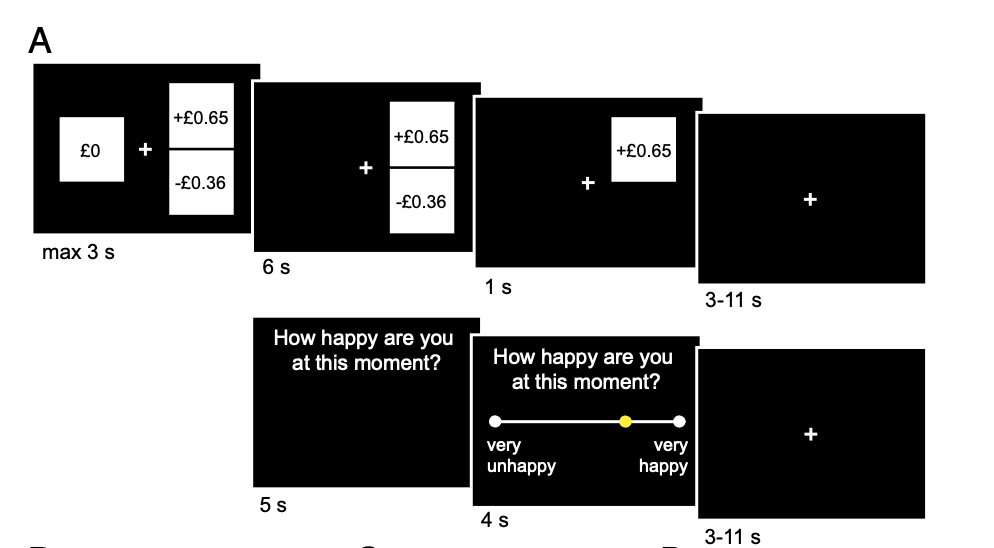 A
£0
+
+£0.65
-£0.36
max 3 s
+
+£0.65
-£0.36
6 s
+
+£0.65
1 s
+
3-11 s
How happy are you
at this moment?
5 s
How happy are you
at this moment?
very
unhappy
very
happy
4 s
+
3-11 s